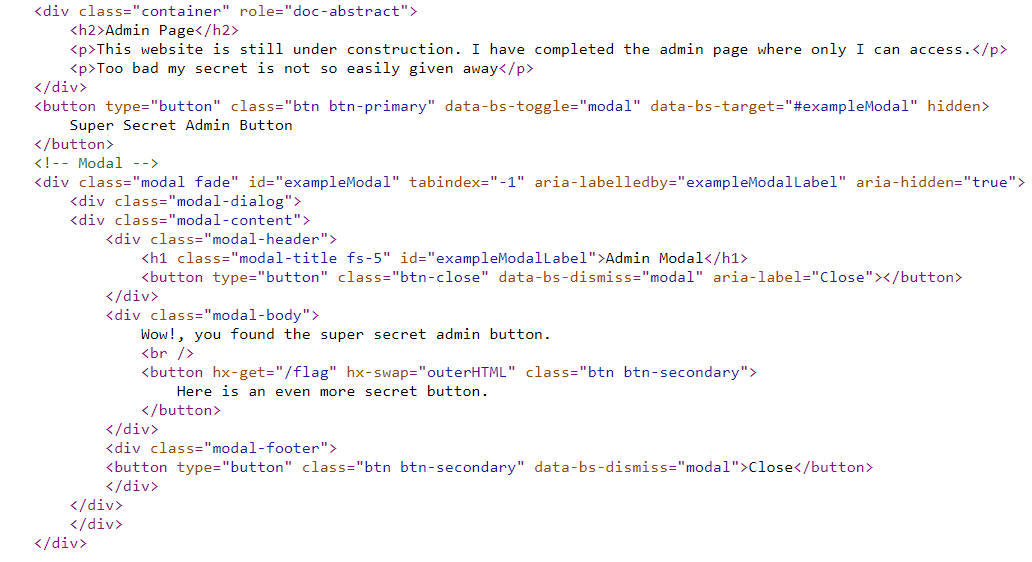 <div class="container" role="doc-abstract">
    <h2>Admin Page</h2>
    <p>This website is still under construction. I have completed the admin page where only I can access.</p>
    <p>Too bad my secret is not so easily given away</p>
</div>
<button type="button" class="btn btn-primary" data-bs-toggle="modal" data-bs-target="#exampleModal" hidden>
    Super Secret Admin Button
</button>
<!-- Modal -->
<div class="modal fade" id="exampleModal" tabindex="-1" aria-labelledby="exampleModalLabel" aria-hidden="true">
    <div class="modal-dialog">
    <div class="modal-content">
        <div class="modal-header">
            <h1 class="modal-title fs-5" id="exampleModalLabel">Admin Modal</h1>
            <button type="button" class="btn-close" data-bs-dismiss="modal" aria-label="Close"></button>
        </div>
        <div class="modal-body">
            Wow!, you found the super secret admin button.
            <br />
            <button hx-get="/flag" hx-swap="outerHTML" class="btn btn-secondary">
                Here is an even more secret button.
            </button>
        </div>
        <div class="modal-footer">
        <button type="button" class="btn btn-secondary" data-bs-dismiss="modal">Close</button>
        </div>
    </div>
    </div>
</div>